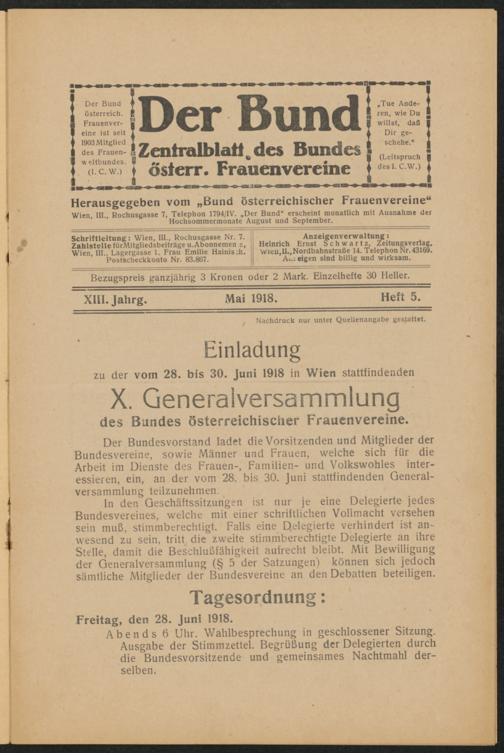 Der Bund
österreich.
Frauenver-
eine ist seit
1903 Mitglied
des Frauen-
weltbundes.
(I. C. W.)
Der Bund
Zentralblatt des Bundes
österr. Frauenvereine
„Tue Ande-
ren, wie Du
willst, daß
Dir ge-
schehe.“
(Leitspruch
des I. C. W.)
Herausgegeben vom „Bund österreichischer Frauenvereine“
Wien, III., Rochusgasse 7, Telephon 1794/IV. „Der Bund“ erscheint monatlich mit Ausnahme der
Hochsommermonate August und September.
Schriftleitung: Wien, III., Rochusgasse Nr. 7.
Zahlstelle für Mitgliedsbeiträge u. Abonnemen
Wien, III., Lagergasse 1, Frau Emilie Hainisch.
Postscheckkonto Nr. 83.867.
Anzeigenverwaltung:
Heinrich Ernst Schwartz, Zeitungsverlag,
Wien, II., Nordbahnstraße 14. Telephon Nr. 43169.
eigen sind billig und wirksam.
Bezugspreis ganzjährig 3 Kronen oder 2 Mark. Einzelhefte 30 Heller.
XIII. Jahrg. Mai 1918. Heft 5.
Nachdruck nur unter Quellenangabe gestattet.
Einladung
zu der vom 28. bis 30. Juni 1918 in Wien stattfindenden
X. Generalversammlung
des Bundes österreichischer Frauenvereine.
Der Bundesvorstand ladet die Vorsitzenden und Mitglieder der
Bundesvereine, sowie Männer und Frauen, welche sich für die
Arbeit im Dienste des Frauen-, Familien- und Volkswohles inter-
essieren, ein, an der vom 28. bis 30. Juni stattfindenden General-
versammlung teilzunehmen.
In den Geschäftssitzungen ist nur je eine Delegierte jedes
Bundesvereines, welche mit einer schriftlichen Vollmacht versehen
sein muß, stimmberechtigt. Falls eine Delegierte verhindert ist an-
wesend zu sein, tritt die zweite stimmberechtigte Delegierte an ihre
Stelle, damit die Beschlußfähigkeit aufrecht bleibt. Mit Bewilligung
der Generalversammlung (§ 5 der Satzungen) können sich jedoch
sämtliche Mitglieder der Bundesvereine an den Debatten beteiligen.
Tagesordnung:
Freitag, den 28. Juni 1918.
Abends 6 Uhr. Wahlbesprechung in geschlossener Sitzung.
Ausgabe der Stimmzettel. Begrüßung der Delegierten durch
die Bundesvorsitzende und gemeinsames Nachtmahl der-
selben.